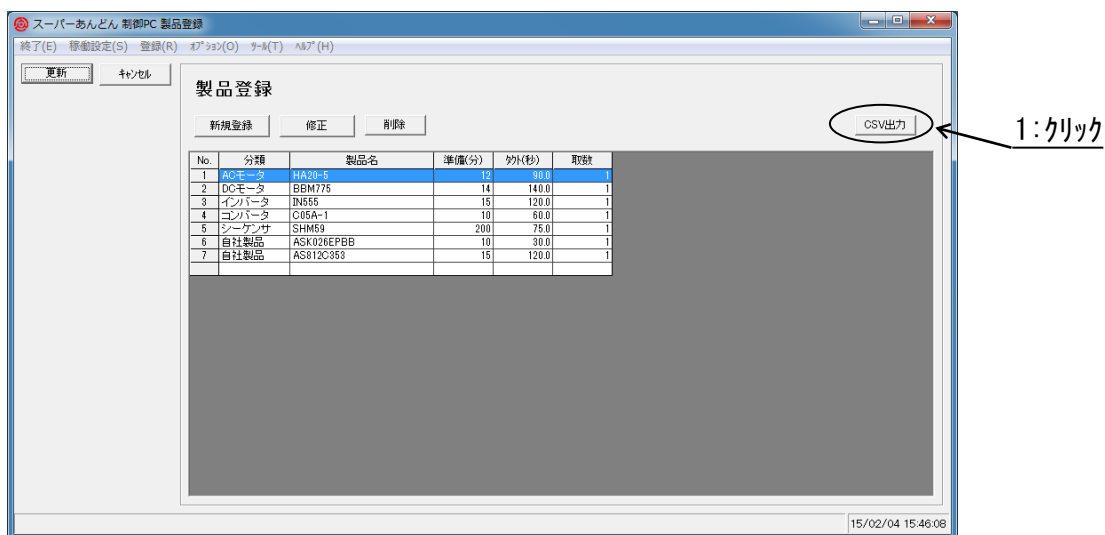 スーパーあんどん 制御PC 製品登録
終了(E) 稼働設定(S) 登録(R) ｵﾌﾟｼｮﾝ(O) ﾂｰﾙ(T) ﾍﾙﾌﾟ(H)
更新 ｷｬﾝｾﾙ
製品登録
新規登録 修正 削除 CSV出力
1:ｸﾘｯｸ
No. 分類 製品名 準備(分) ﾀｸﾄ(秒) 取数
1 ACモータ HA20-5 12 90.0 1
2 DCモータ BBM775 14 140.0 1
3 インバータ IN555 15 120.0 1
4 コンバータ C05A-1 10 60.0 1
5 シーケンサ SHM59 200 75.0 1
6 自社製品 ASK026EPBB 10 30.0 1
7 自社製品 AS812C353 15 120.0 1
15/02/04 15:46:08